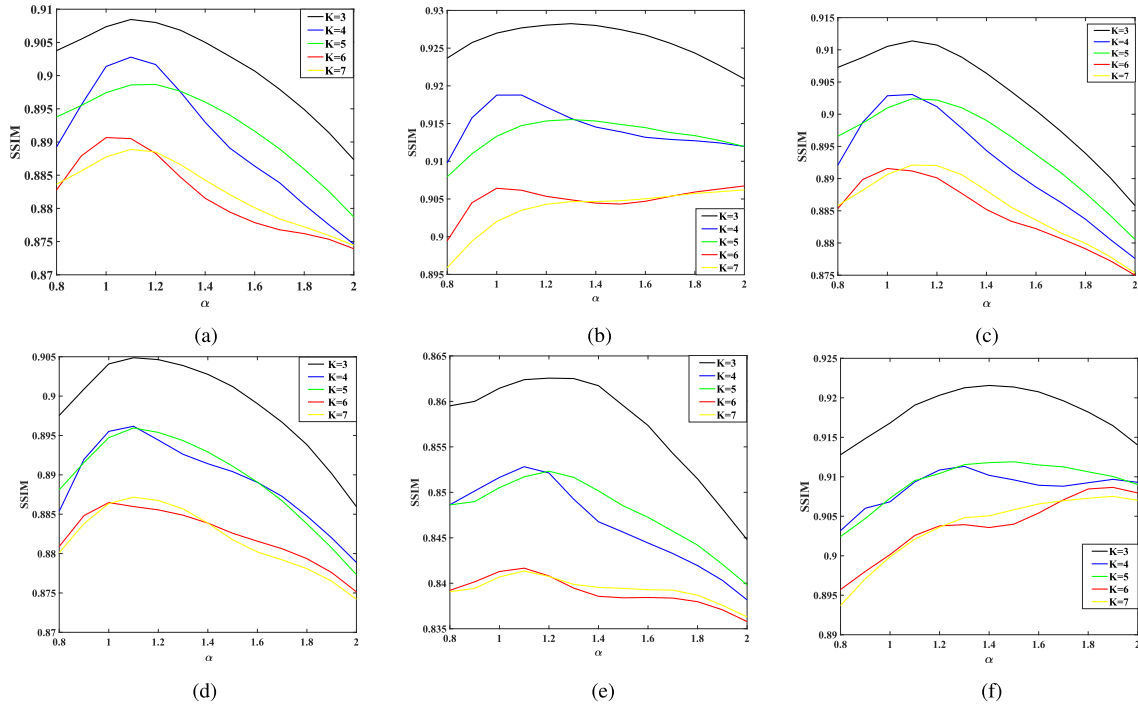 0.91
0.905
0.9
0.895
0.89
0.885
0.88
0.875
0.87
SSIM
0.8 1 1.2 1.4 1.6 1.8 2
α
K=3
K=4
K=5
K=6
K=7
(a)
0.93
0.925
0.92
0.915
0.91
0.905
0.9
0.895
SSIM
0.8 1 1.2 1.4 1.6 1.8 2
α
K=3
K=4
K=5
K=6
K=7
(b)
0.915
0.91
0.905
0.9
0.895
0.89
0.885
0.88
0.875
SSIM
0.8 1 1.2 1.4 1.6 1.8 2
α
K=3
K=4
K=5
K=6
K=7
(c)
0.905
0.9
0.895
0.89
0.885
0.88
0.875
0.87
SSIM
0.8 1 1.2 1.4 1.6 1.8 2
α
K=3
K=4
K=5
K=6
K=7
(d)
0.865
0.86
0.855
0.85
0.845
0.84
0.835
SSIM
0.8 1 1.2 1.4 1.6 1.8 2
α
K=3
K=4
K=5
K=6
K=7
(e)
0.925
0.92
0.915
0.91
0.905
0.9
0.895
0.89
SSIM
0.8 1 1.2 1.4 1.6 1.8 2
α
K=3
K=4
K=5
K=6
K=7
(f)